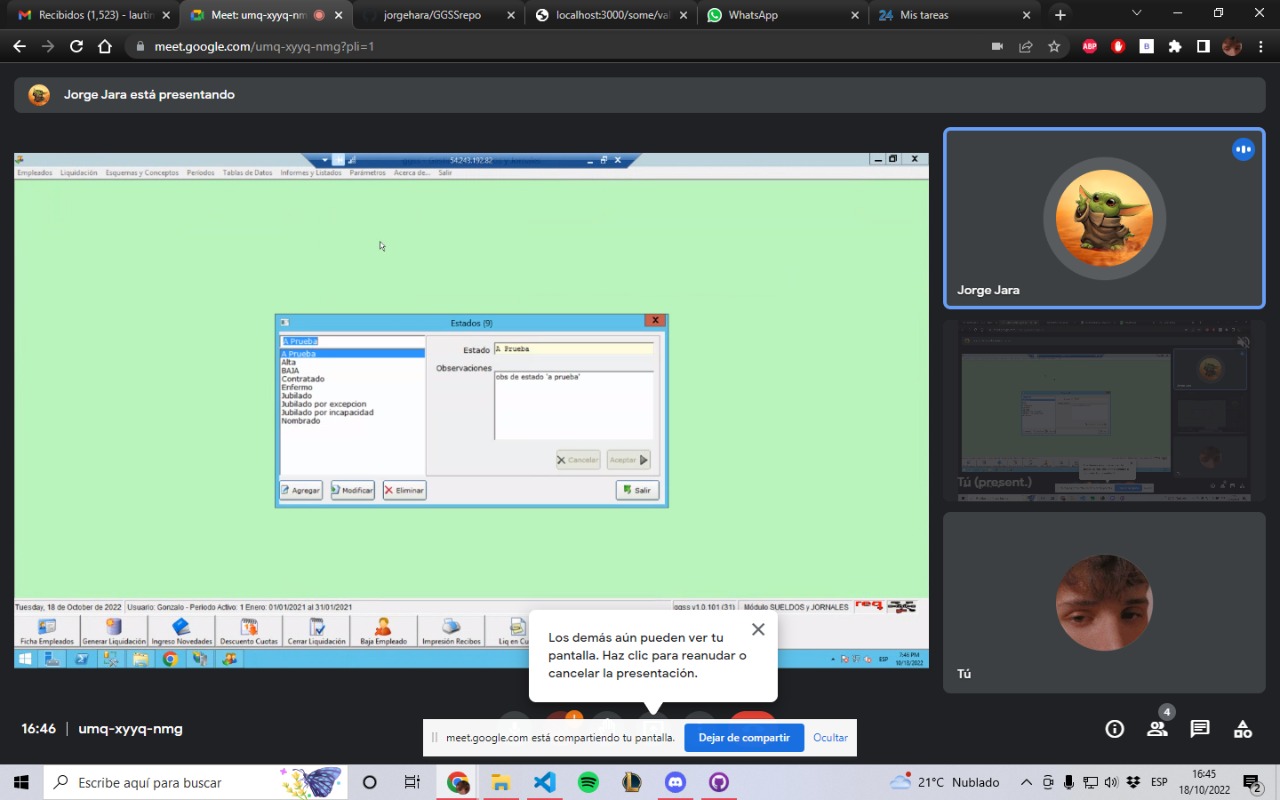 Recibidos (1,523) - lautin
Meet: umq-xyyq-nm
jorgehara/GGSSrepo
localhost:3000/some/va
WhatsApp
24 Mis tareas
meet.google.com/umq-xyyq-nmg?pli=1
ABP
B
Jorge Jara está presentando
54.243.192.82
Empleados Liquidación Esquemas y Conceptos Períodos Tablas de Datos Informes y Listados Parámetros Acerca de... Salir
Estados (9)
A Prueba
A Prueba
Alta
BAJA
Contratado
Enfermo
Jubilado
Jubilado por excepcion
Jubilado por incapacidad
Nombrado
Estado A Prueba
Observaciones
obs de estado 'a prueba'
Cancelar Aceptar
Agregar Modificar Eliminar Salir
Tuesday, 18 de October de 2022 Usuario: Gonzalo - Periodo Activo: 1 Enero: 01/01/2021 al 31/01/2021 ggss v1.0.101 (31) Módulo SUELDOS y JORNALES
Ficha Empleados Generar Liquidación Ingreso Novedades Descuento Cuotas Cerrar Liquidación Baja Empleado Impresión Recibos Liq en Cu
ESP 7:46 PM
10/18/2022
Jorge Jara
Tú (present.)
Tú
Los demás aún pueden ver tu
pantalla. Haz clic para reanudar o
cancelar la presentación.
16:46 | umq-xyyq-nmg
4
meet.google.com está compartiendo tu pantalla. Dejar de compartir Ocultar
Escribe aquí para buscar
21°C Nublado
ESP
16:45
18/10/2022
2